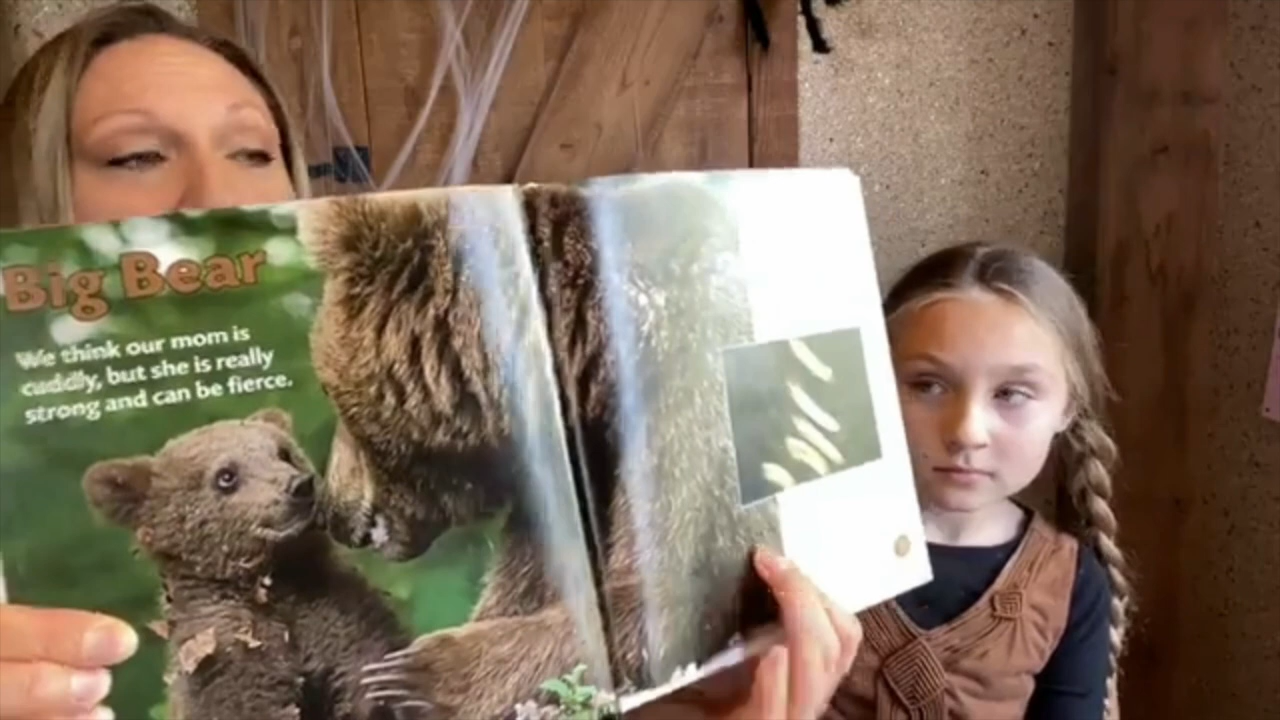 Big Bear
We think our mom is
cuddly, but she is really
strong and can be fierce.